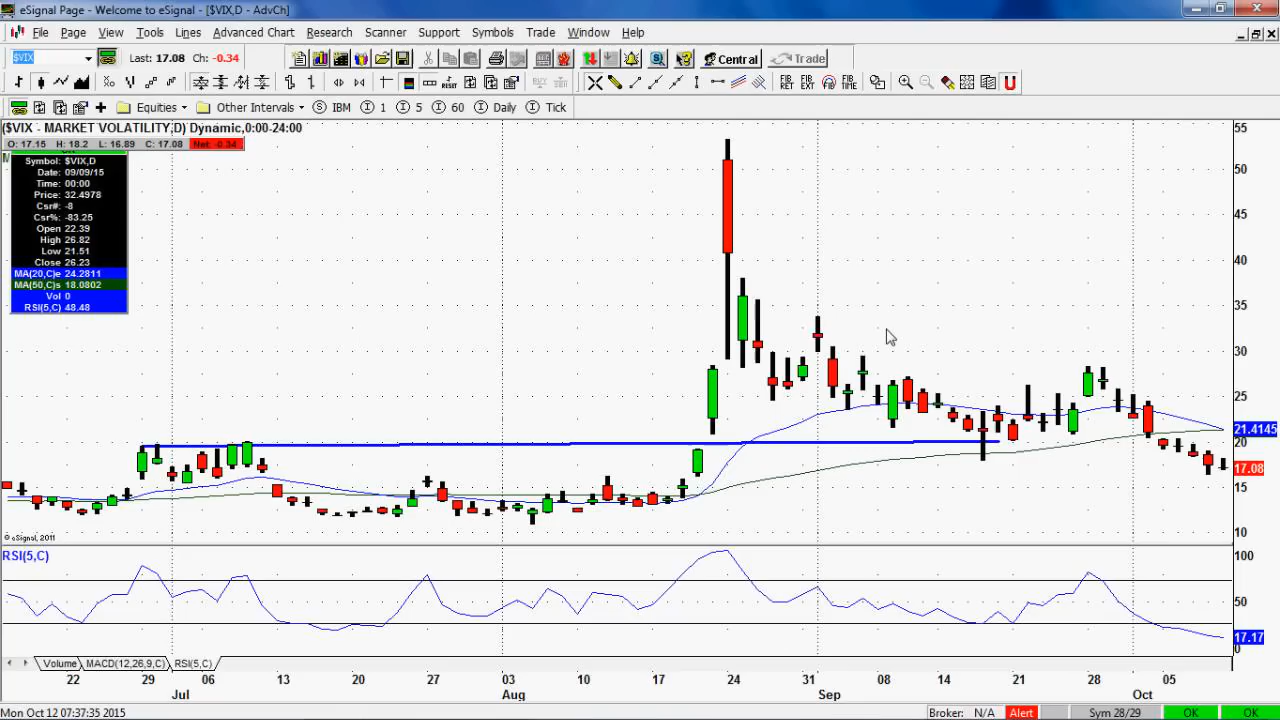 eSignal Page - Welcome to eSignal - [$VIX,D - AdvCh]
File Page View Tools Lines Advanced Chart Research Scanner Support Symbols Trade Window Help
$VIX Last: 17.08 Ch: -0.34 Central Trade
Equities Other Intervals S IBM I 1 I 5 I 60 I Daily I Tick
($VIX - MARKET VOLATILITY,D) Dynamic,0:00-24:00
O: 17.15 H: 18.2 L: 16.89 C: 17.08 Net: -0.34
Symbol: $VIX,D
Date: 09/09/15
Time: 00:00
Price: 32.4978
Csr#: -8
Csr%: -83.25
Open 22.39
High 26.82
Low 21.51
Close 26.23
MA(20,C)e 24.2811
MA(50,C)s 18.0802
Vol 0
RSI(5,C) 48.48
55
50
45
40
35
30
25
21.4145
20
17.08
15
10
© eSignal, 2011
RSI(5,C)
100
50
17.17
0
Volume MACD(12,26,9,C) RSI(5,C)
22 29 06 13 20 27 03 10 17 24 31 08 14 21 28 05
Jul Aug Sep Oct
Mon Oct 12 07:37:35 2015 Broker: N/A Alert Sym 28/29 OK OK